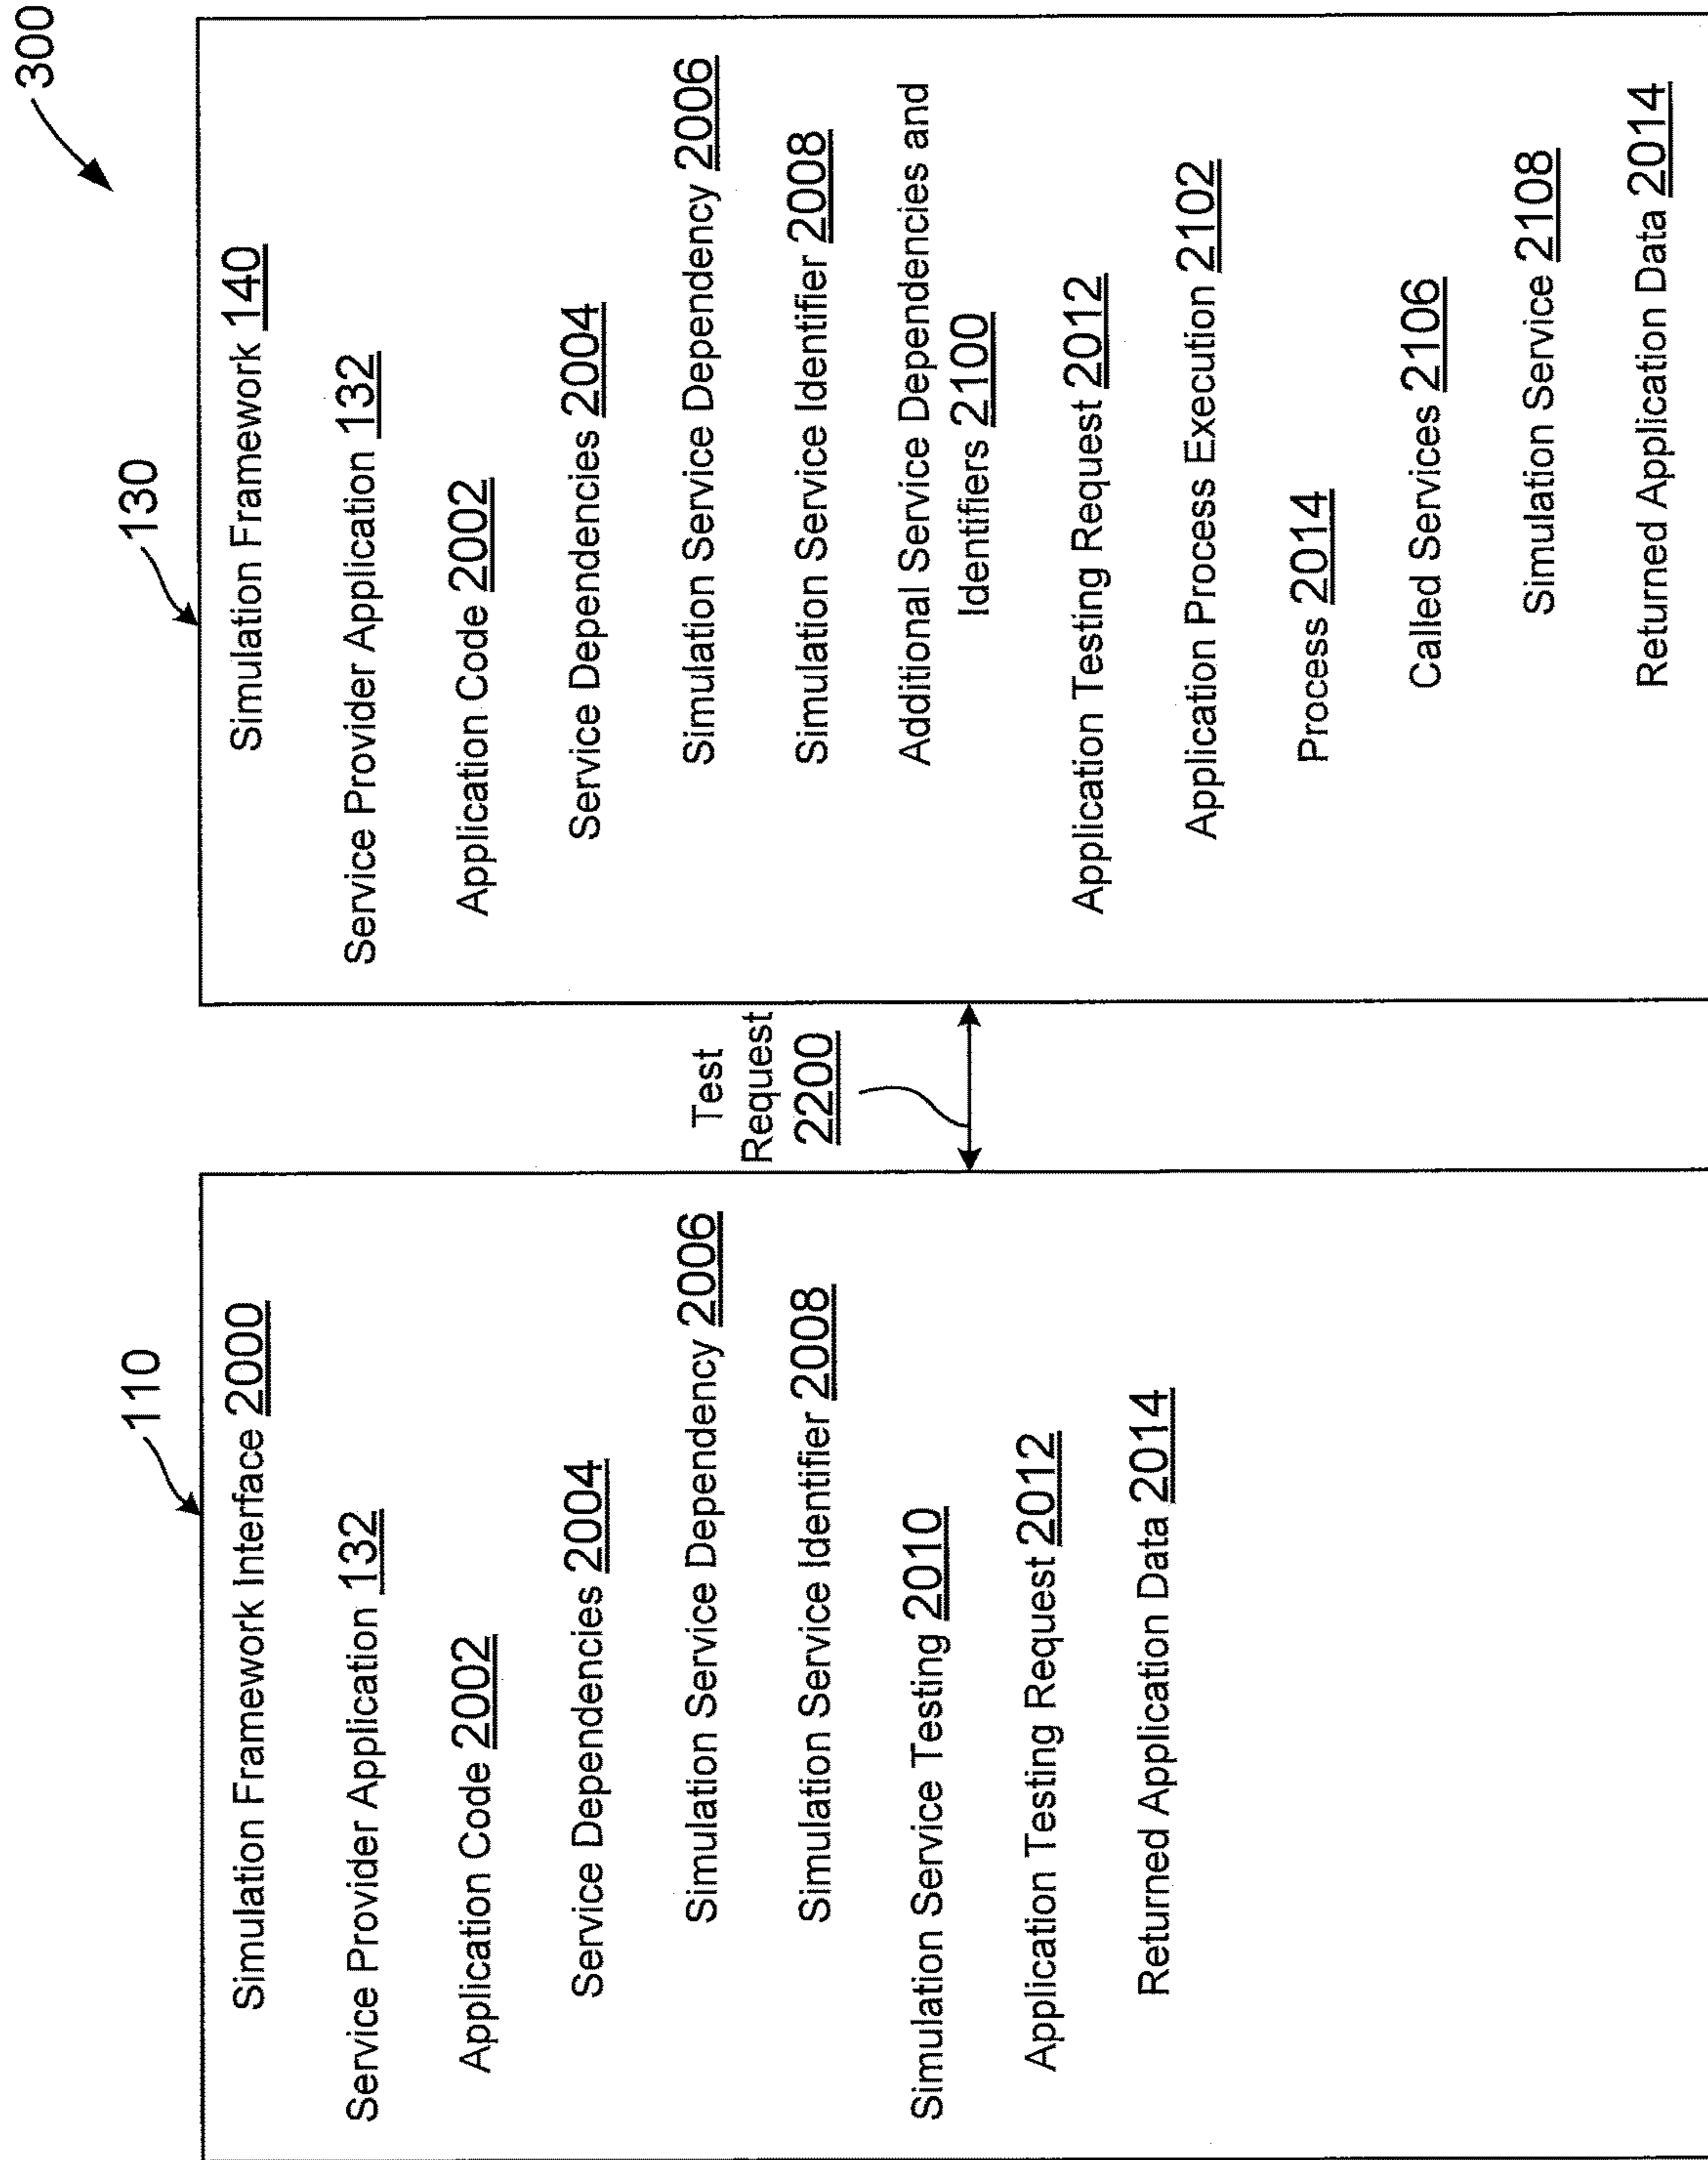 300
110
Simulation Framework Interface 2000
Service Provider Application 132
Application Code 2002
Service Dependencies 2004
Simulation Service Dependency 2006
Simulation Service Identifier 2008
Simulation Service Testing 2010
Application Testing Request 2012
Returned Application Data 2014
Test
Request
2200
130
Simulation Framework 140
Service Provider Application 132
Application Code 2002
Service Dependencies 2004
Simulation Service Dependency 2006
Simulation Service Identifier 2008
Additional Service Dependencies and
Identifiers 2100
Application Testing Request 2012
Application Process Execution 2102
Process 2014
Called Services 2106
Simulation Service 2108
Returned Application Data 2014